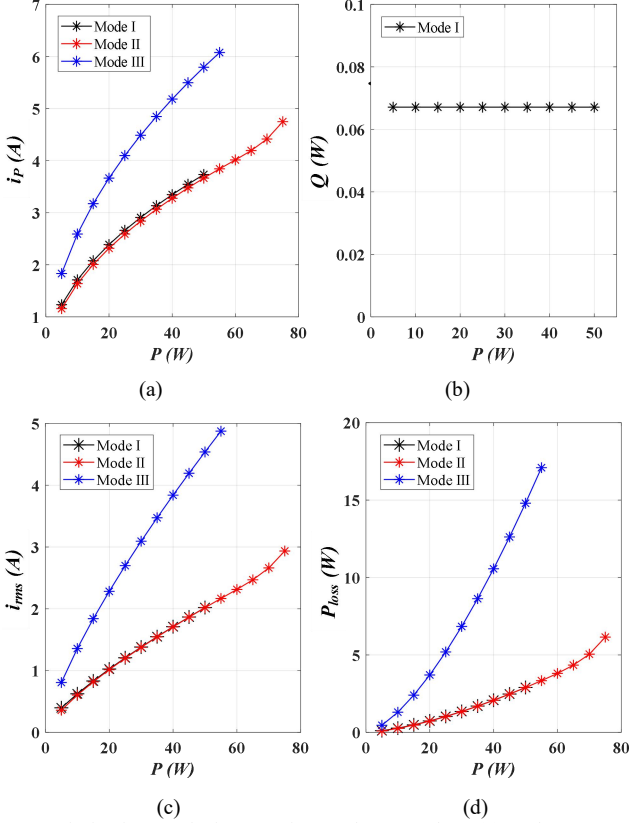 7
6
5
4
3
2
1
i_P (A)
Mode I
Mode II
Mode III
0 20 40 60 80
P (W)
(a)
0.1
0.08
0.06
0.04
0.02
0
Q (W)
Mode I
0 10 20 30 40 50
P (W)
(b)
5
4
3
2
1
0
i_rms (A)
Mode I
Mode II
Mode III
0 20 40 60 80
P (W)
(c)
20
15
10
5
0
P_loss (W)
Mode I
Mode II
Mode III
0 20 40 60 80
P (W)
(d)